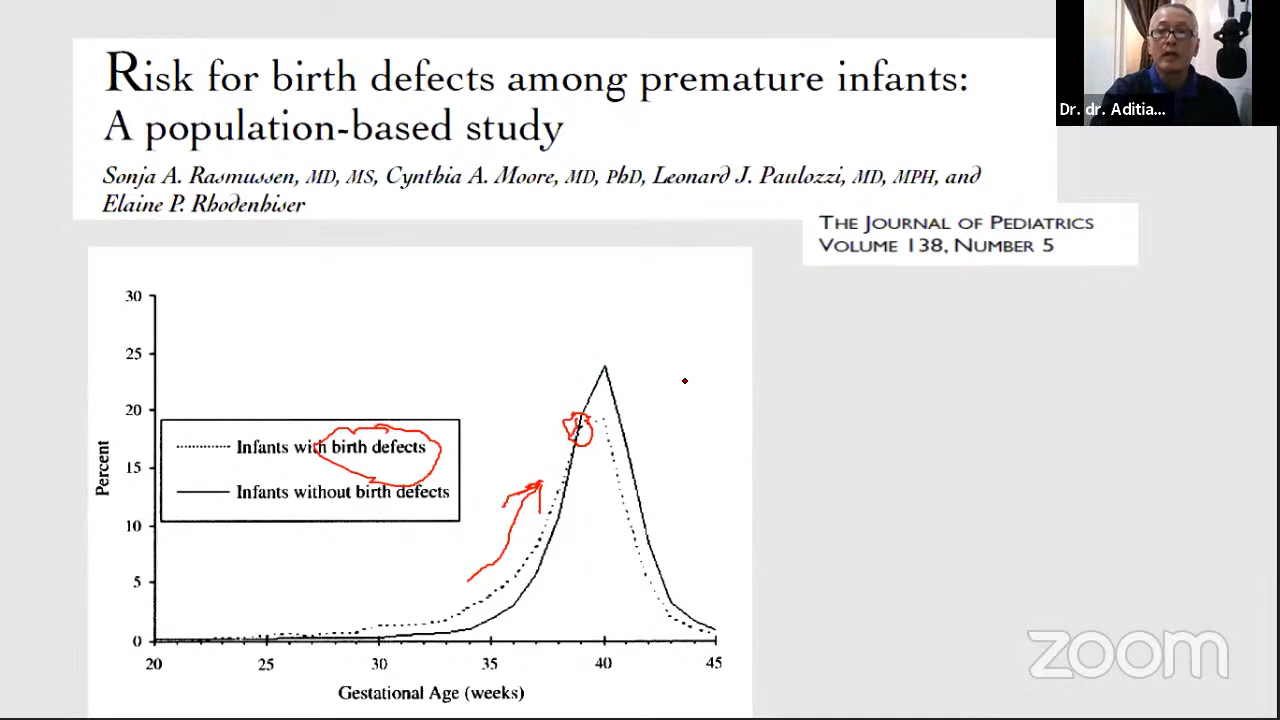 Risk for birth defects among premature infants:
A population-based study
Sonja A. Rasmussen, MD, MS, Cynthia A. Moore, MD, PhD, Leonard J. Paulozzi, MD, MPH, and
Elaine P. Rhodenhiser
Dr. dr. Aditia...
THE JOURNAL OF PEDIATRICS
VOLUME 138, NUMBER 5
30
25
20
15
10
5
0
Percent
Infants with birth defects
Infants without birth defects
20 25 30 35 40 45
Gestational Age (weeks)
zoom